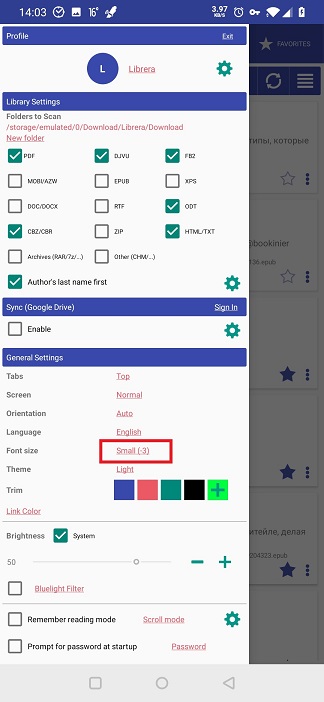 14:03 16° 3.97 KB/S
Profile Exit
FAVORITES
L Librera
Library Settings
Folders to Scan
/storage/emulated/0/Download/Librera/Download
New folder
типы, которые
PDF DJVU FB2
MOBI/AZW EPUB XPS
DOC/DOCX RTF ODT
CBZ/CBR ZIP HTML/TXT
Archives (RAR/7z/...) Other (CHM/...)
ibookinier
136.epub
Author's last name first
Sync (Google Drive) Sign In
Enable
General Settings
Tabs Top
Screen Normal
Orientation Auto
Language English
Font size Small (-3)
Theme Light
Trim
Link Color
Brightness System
50
Bluelight Filter
делая
204323.epub
Remember reading mode Scroll mode
Prompt for password at startup Password